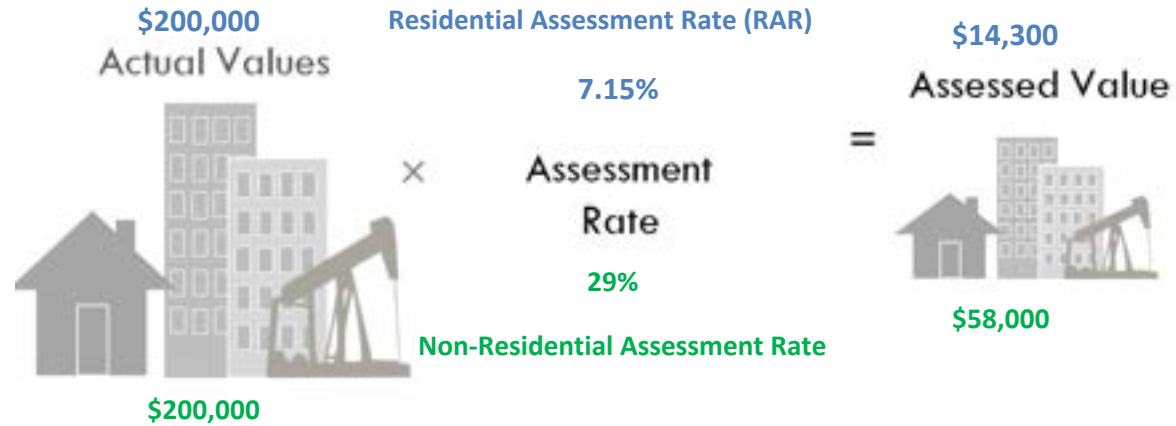 $200,000
Actual Values
Residential Assessment Rate (RAR)
7.15%
$14,300
Assessed Value
×
Assessment
Rate
=
29%
Non-Residential Assessment Rate
$58,000
$200,000